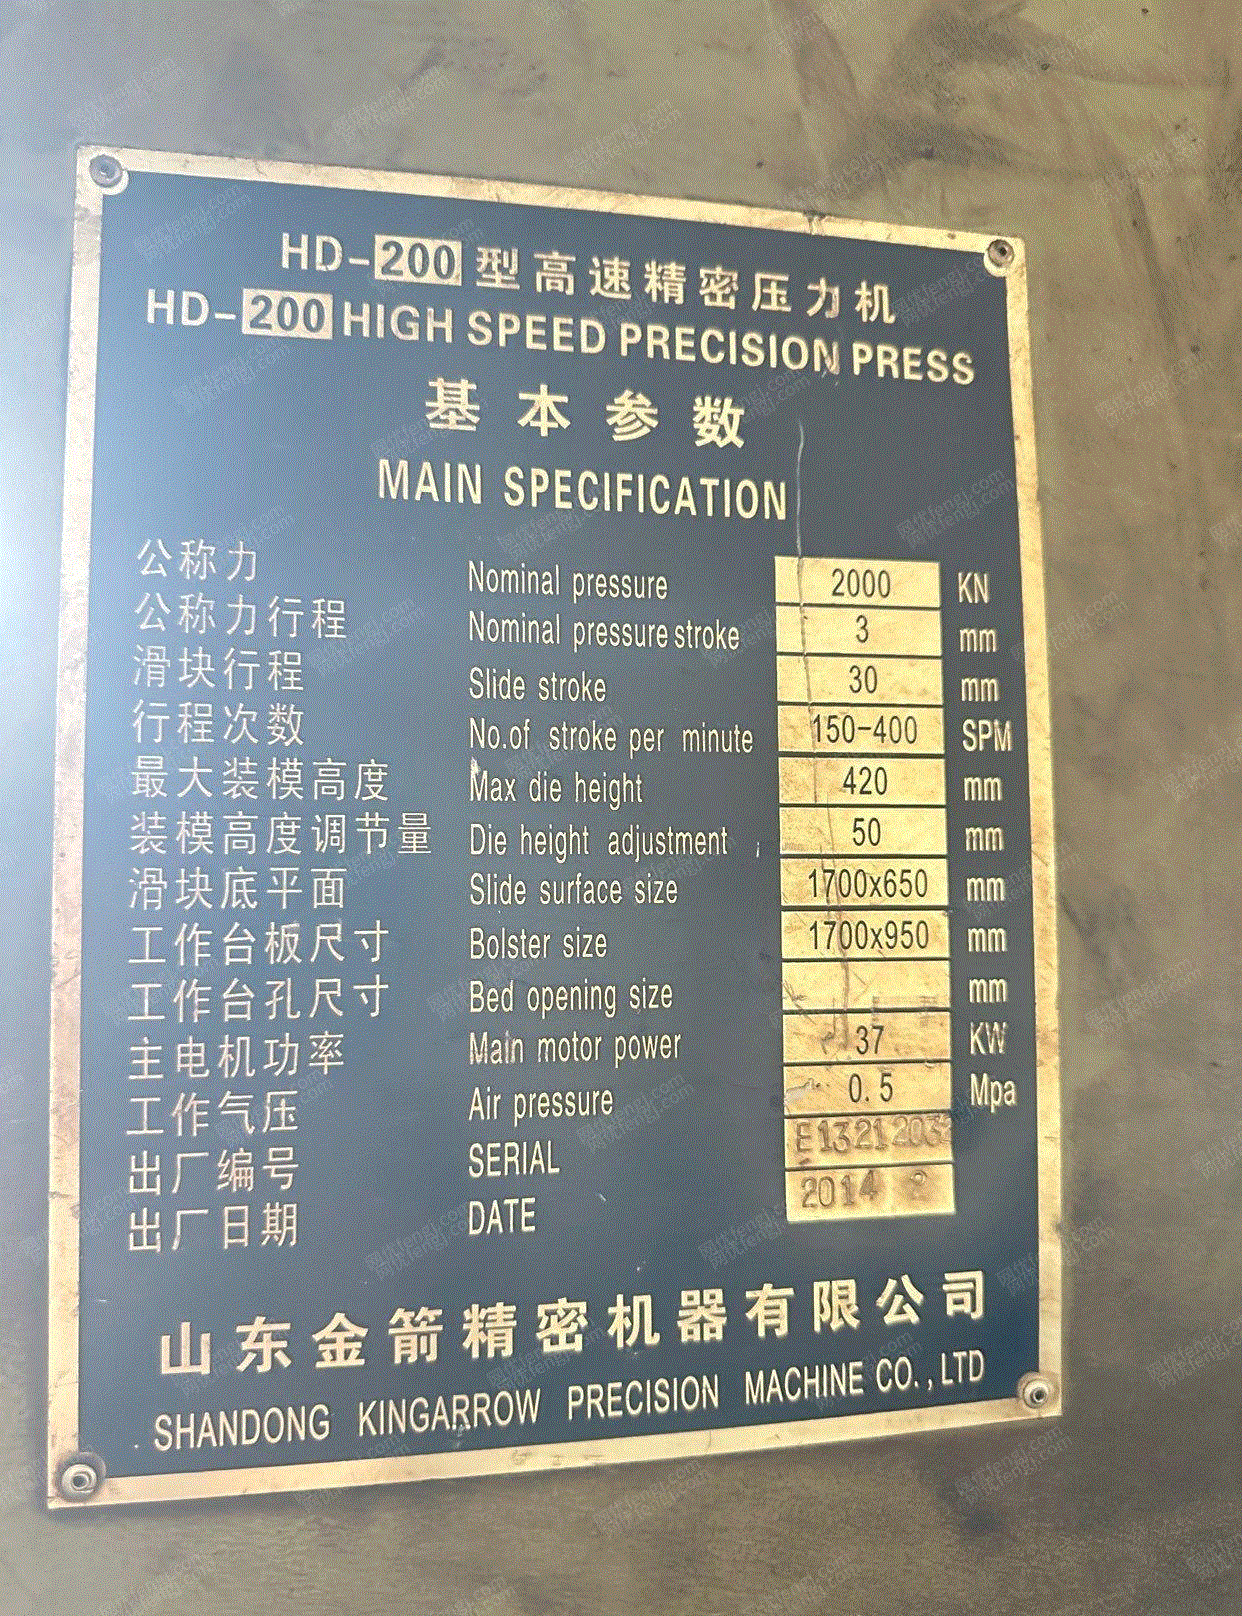 HD-200型高速精密压力机
HD-200 HIGH SPEED PRECISION PRESS
基本参数
MAIN SPECIFICATION
公称力 Nominal pressure 2000 KN
公称力行程 Nominal pressure stroke 3 mm
滑块行程 Slide stroke 30 mm
行程次数 No.of stroke per minute 150-400 SPM
最大装模高度 Max die height 420 mm
装模高度调节量 Die height adjustment 50 mm
滑块底平面 Slide surface size 1700x650 mm
工作台板尺寸 Bolster size 1700x950 mm
工作台孔尺寸 Bed opening size mm
主电机功率 Main motor power 37 KW
工作气压 Air pressure 0.5 Mpa
出厂编号 SERIAL
出厂日期 DATE 2014 2
山东金箭精密机器有限公司
SHANDONG KINGARROW PRECISION MACHINE CO.,LTD